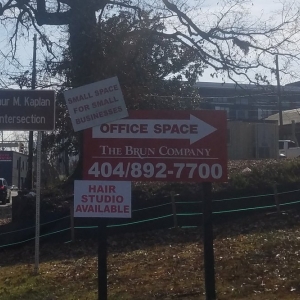 ur M. Kaplan
ntersection
SMALL SPACE
FOR SMALL
BUSINESSES
OFFICE SPACE
THE BRUN COMPANY
404/892-7700
HAIR
STUDIO
AVAILABLE